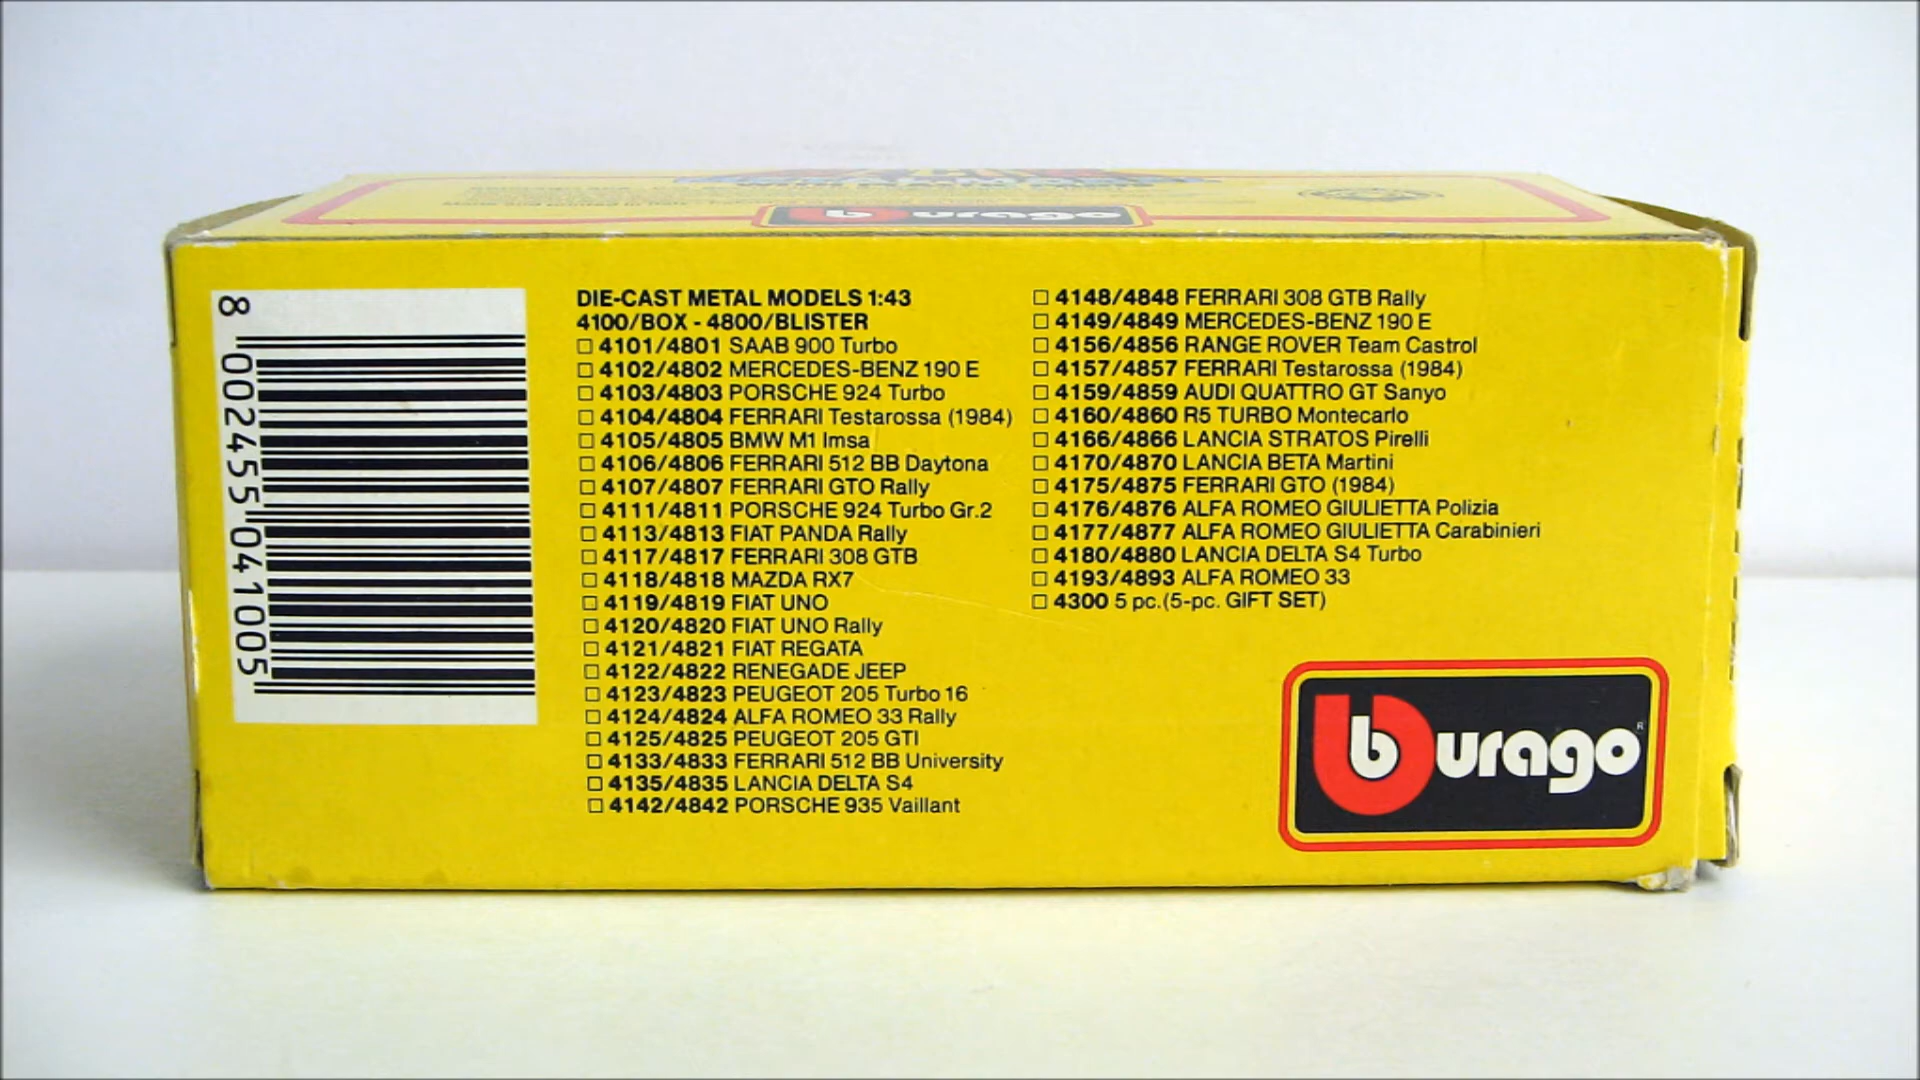 burago
8 002455 041005
DIE-CAST METAL MODELS 1:43
4100/BOX - 4800/BLISTER
4101/4801 SAAB 900 Turbo
4102/4802 MERCEDES-BENZ 190 E
4103/4803 PORSCHE 924 Turbo
4104/4804 FERRARI Testarossa (1984)
4105/4805 BMW M1 Imsa
4106/4806 FERRARI 512 BB Daytona
4107/4807 FERRARI GTO Rally
4111/4811 PORSCHE 924 Turbo Gr.2
4113/4813 FIAT PANDA Rally
4117/4817 FERRARI 308 GTB
4118/4818 MAZDA RX7
4119/4819 FIAT UNO
4120/4820 FIAT UNO Rally
4121/4821 FIAT REGATA
4122/4822 RENEGADE JEEP
4123/4823 PEUGEOT 205 Turbo 16
4124/4824 ALFA ROMEO 33 Rally
4125/4825 PEUGEOT 205 GTI
4133/4833 FERRARI 512 BB University
4135/4835 LANCIA DELTA S4
4142/4842 PORSCHE 935 Vaillant
4148/4848 FERRARI 308 GTB Rally
4149/4849 MERCEDES-BENZ 190 E
4156/4856 RANGE ROVER Team Castrol
4157/4857 FERRARI Testarossa (1984)
4159/4859 AUDI QUATTRO GT Sanyo
4160/4860 R5 TURBO Montecarlo
4166/4866 LANCIA STRATOS Pirelli
4170/4870 LANCIA BETA Martini
4175/4875 FERRARI GTO (1984)
4176/4876 ALFA ROMEO GIULIETTA Polizia
4177/4877 ALFA ROMEO GIULIETTA Carabinieri
4180/4880 LANCIA DELTA S4 Turbo
4193/4893 ALFA ROMEO 33
4300 5 pc.(5-pc. GIFT SET)
burago R